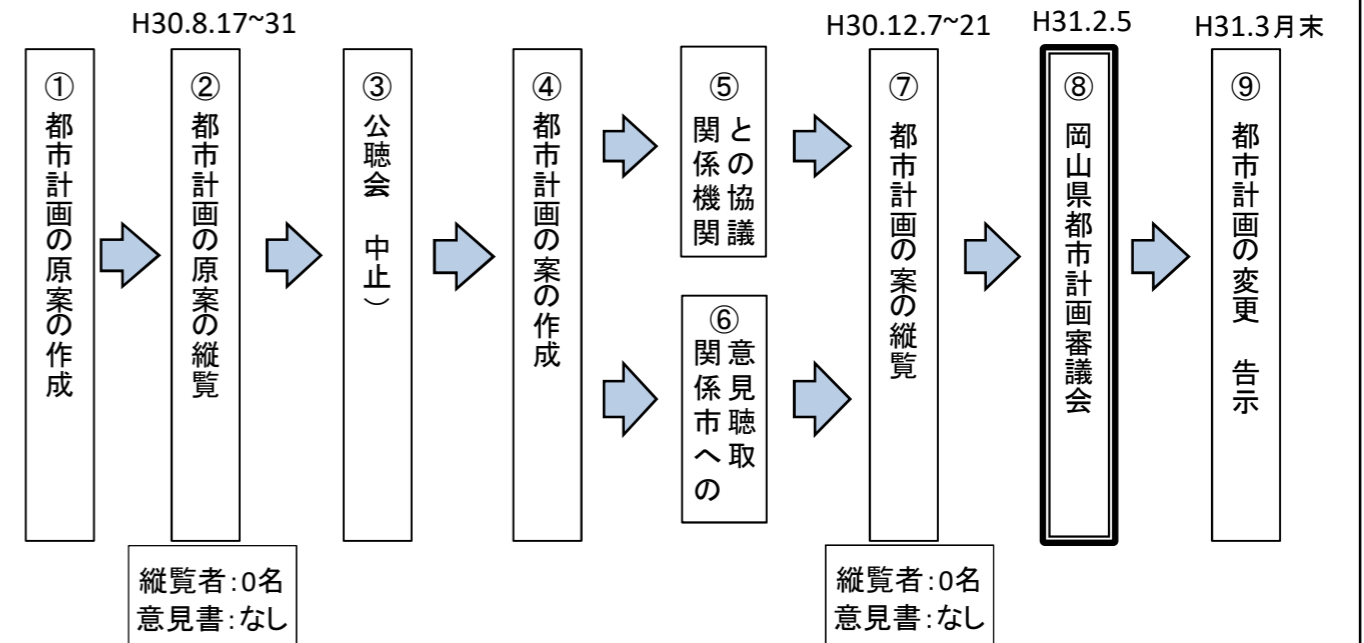 H30.8.17~31
H30.12.7~21
H31.2.5
H31.3月末
①
都市計画の原案の作成
②
都市計画の原案の縦覧
縦覧者:0名
意見書:なし
③
公聴会 中止)
④
都市計画の案の作成
⑤
関係機関
との協議
⑥
関係市への
意見聴取
⑦
都市計画の案の縦覧
縦覧者:0名
意見書:なし
⑧
岡山県都市計画審議会
⑨
都市計画の変更 告示